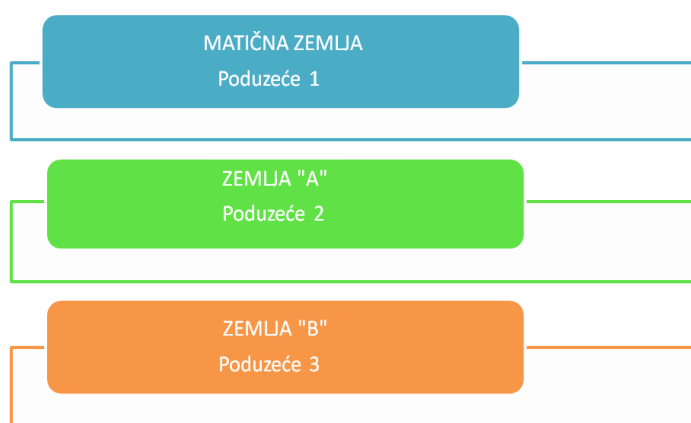 MATIČNA ZEMLJA
Poduzeće 1
ZEMLJA "A"
Poduzeće 2
ZEMLJA "B"
Poduzeće 3